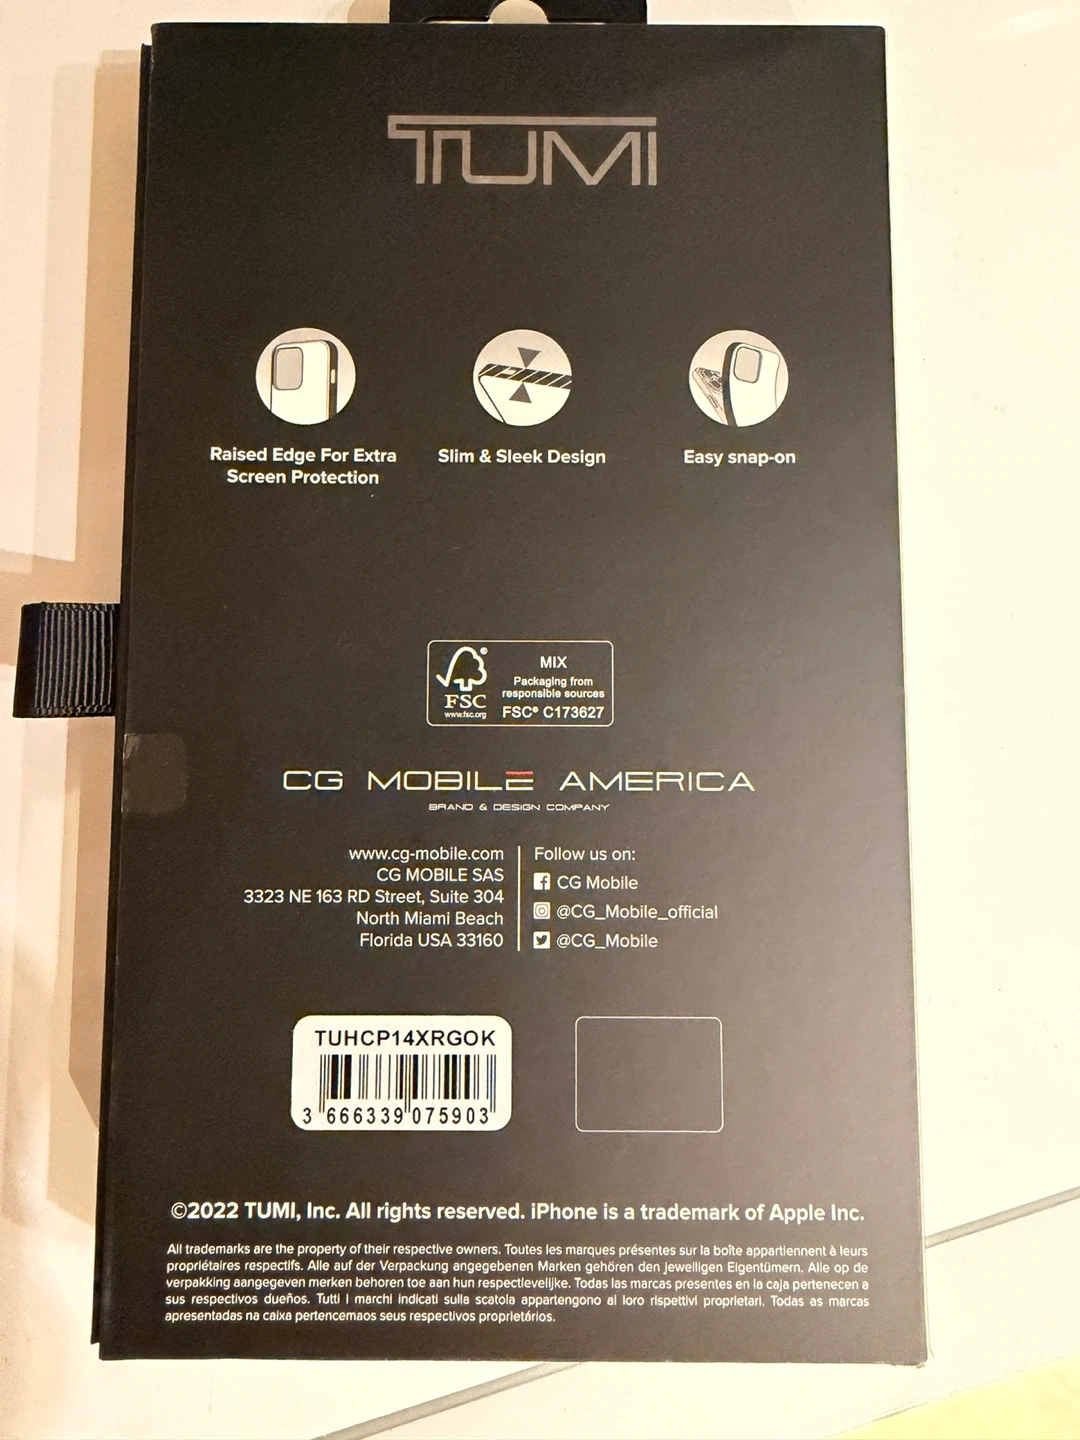 TUMI
Raised Edge For Extra
Screen Protection
Slim & Sleek Design
Easy snap-on
FSC
www.fsc.org
MIX
Packaging from
responsible sources
FSC® C173627
CG MOBILE AMERICA
BRAND & DESIGN COMPANY
www.cg-mobile.com
CG MOBILE SAS
3323 NE 163 RD Street, Suite 304
North Miami Beach
Florida USA 33160
Follow us on:
CG Mobile
@CG_Mobile_official
@CG_Mobile
TUHCP14XRGOK
3 666339 075903
©2022 TUMI, Inc. All rights reserved. iPhone is a trademark of Apple Inc.
All trademarks are the property of their respective owners. Toutes les marques présentes sur la boîte appartiennent à leurs
propriétaires respectifs. Alle auf der Verpackung angegebenen Marken gehören den jeweiligen Eigentümern. Alle op de
verpakking aangegeven merken behoren toe aan hun respectievelijke. Todas las marcas presentes en la caja pertenecen a
sus respectivos dueños. Tutti i marchi indicati sulla scatola appartengono al loro rispettivi proprietari. Todas as marcas
apresentadas na caixa pertencemaos seus respectivos proprietários.